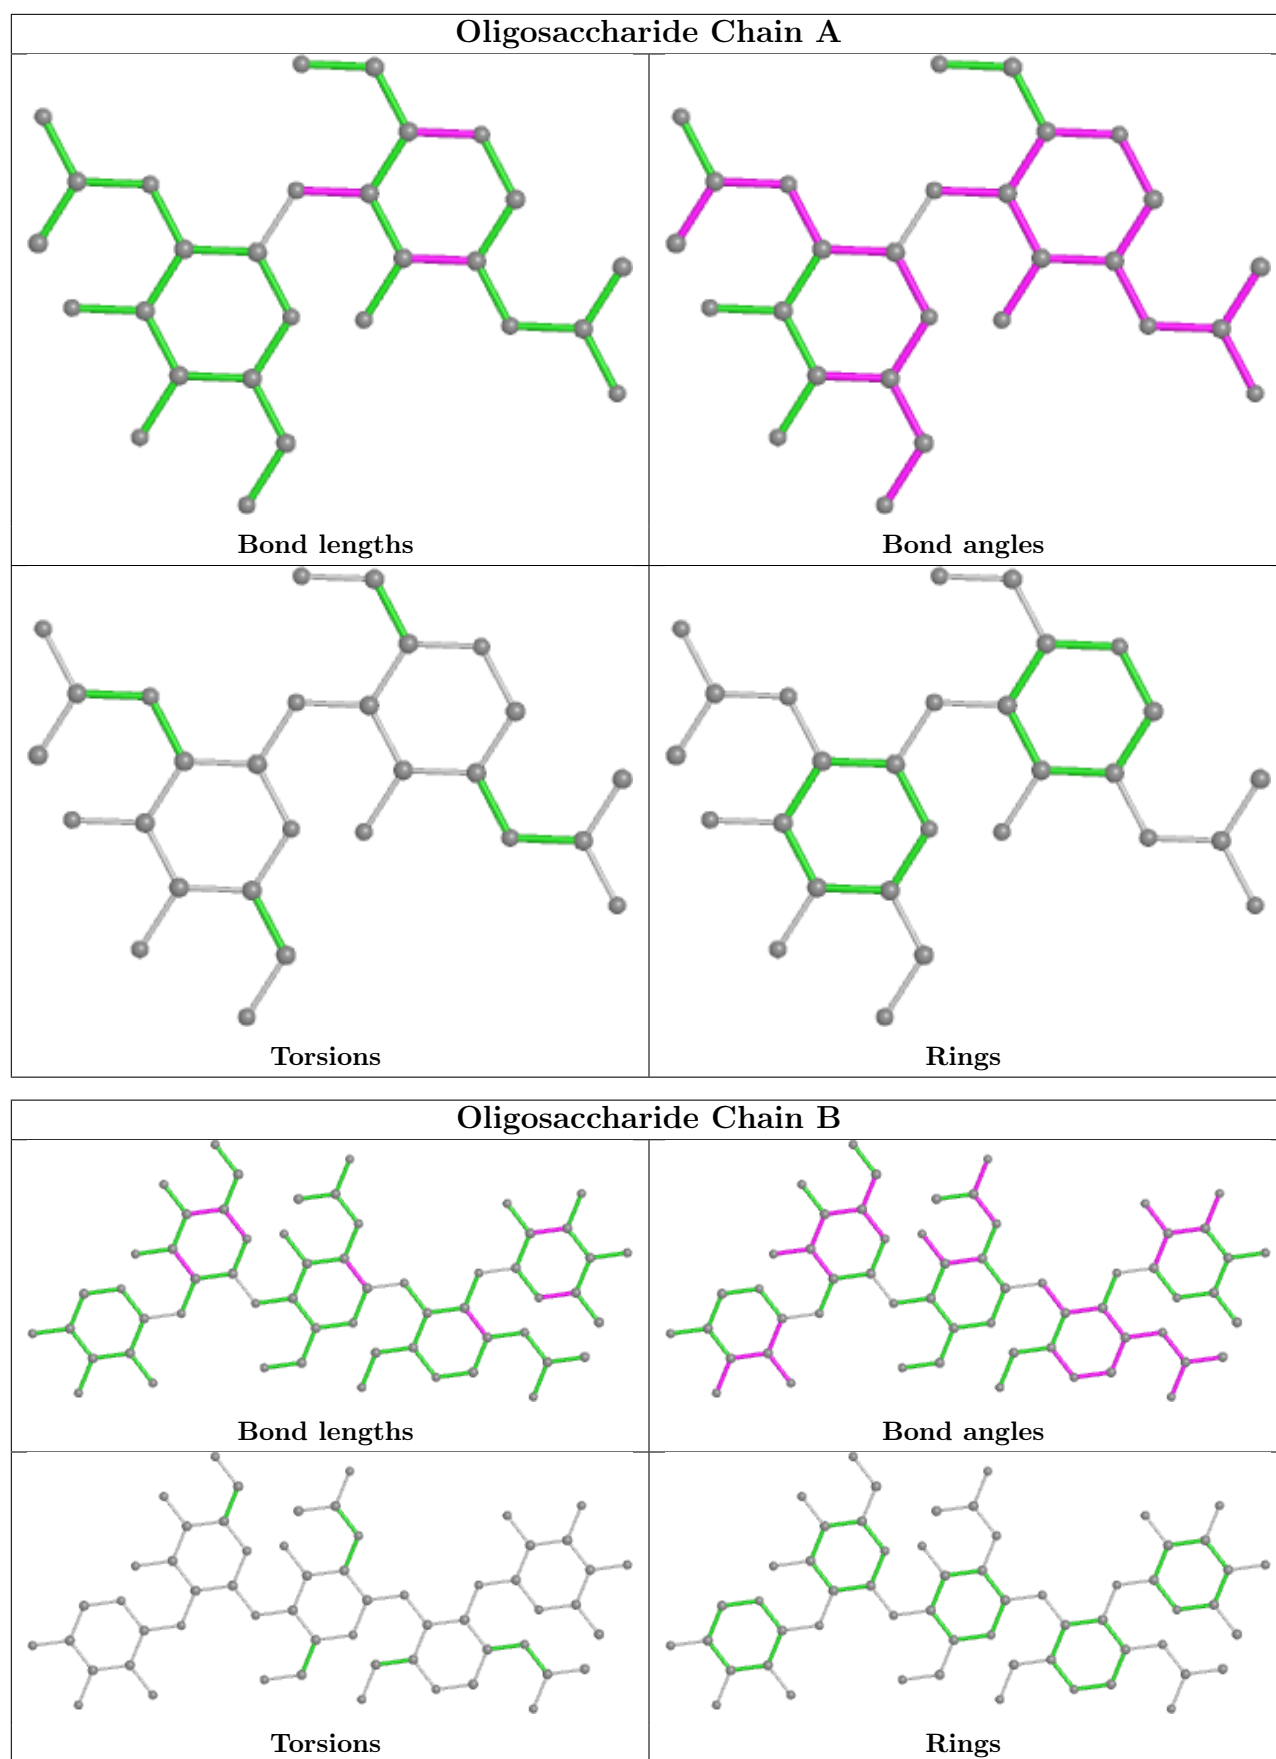 Oligosaccharide Chain A
Bond lengths
Bond angles
Torsions
Rings
Oligosaccharide Chain B
Bond lengths
Bond angles
Torsions
Rings